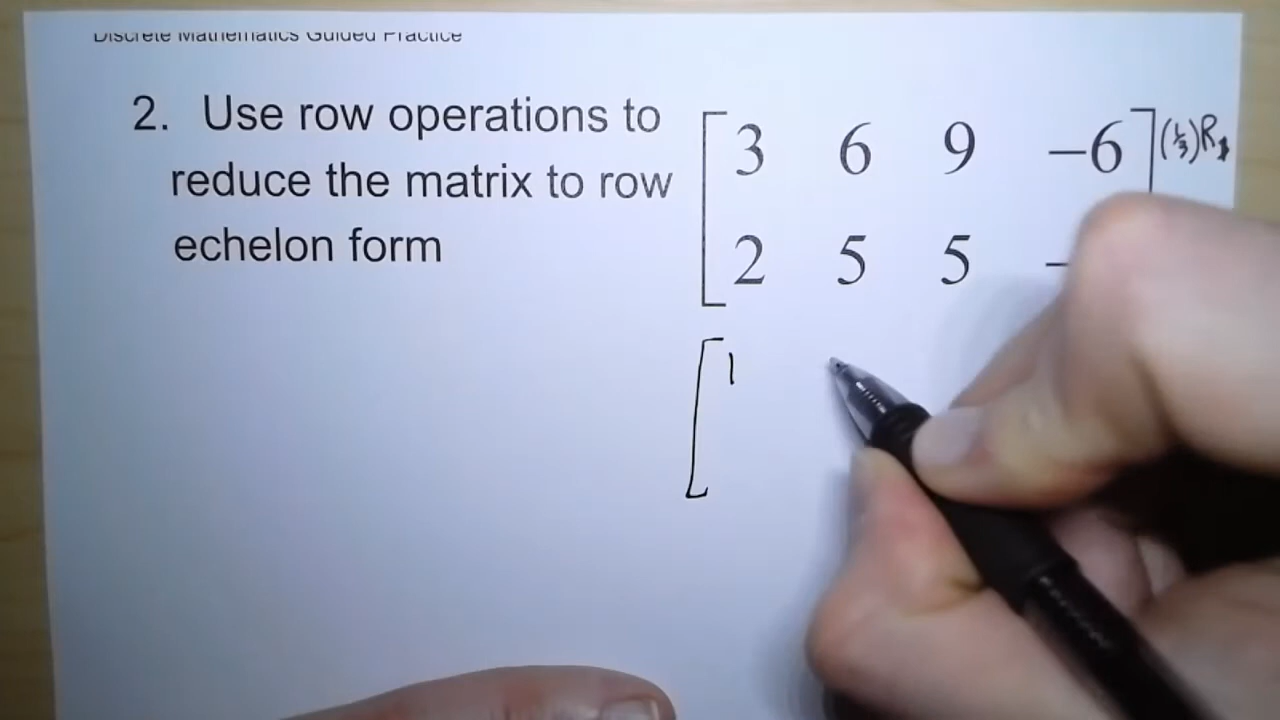 Discrete Mathematics Guided Practice
2. Use row operations to
reduce the matrix to row
echelon form
3 6 9 −6 (1/3)R₁
2 5 5 −
1